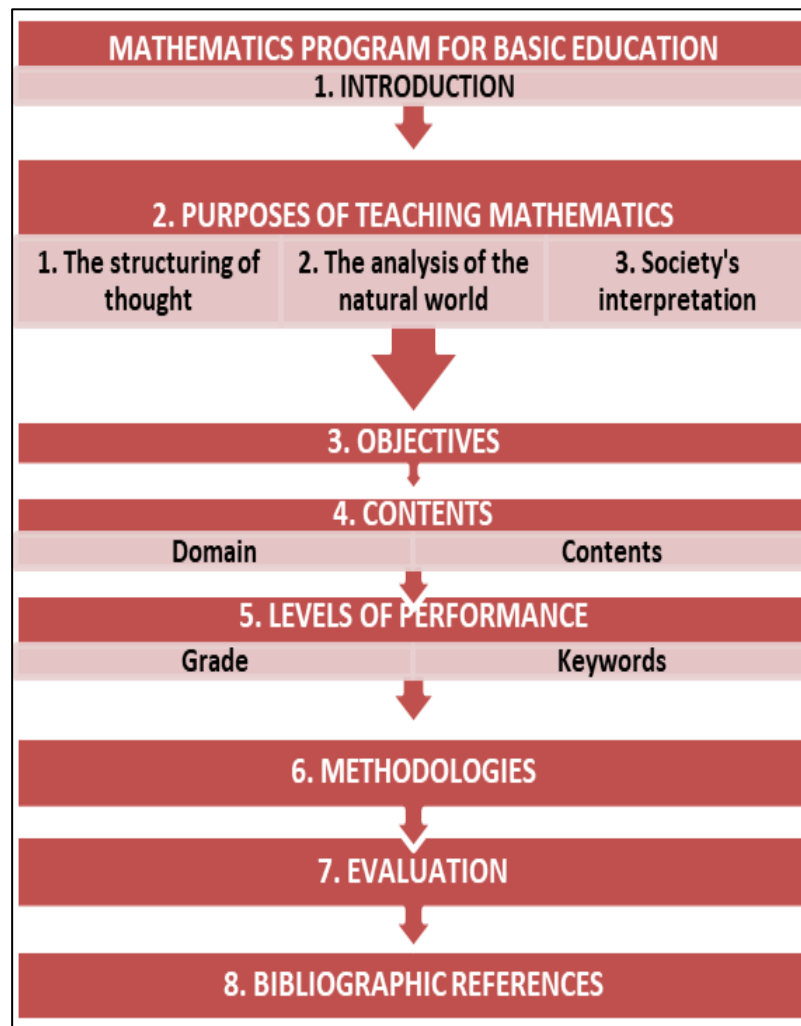 MATHEMATICS PROGRAM FOR BASIC EDUCATION
1. INTRODUCTION
2. PURPOSES OF TEACHING MATHEMATICS
1. The structuring of
thought
2. The analysis of the
natural world
3. Society's
interpretation
3. OBJECTIVES
4. CONTENTS
Domain
Contents
5. LEVELS OF PERFORMANCE
Grade
Keywords
6. METHODOLOGIES
7. EVALUATION
8. BIBLIOGRAPHIC REFERENCES